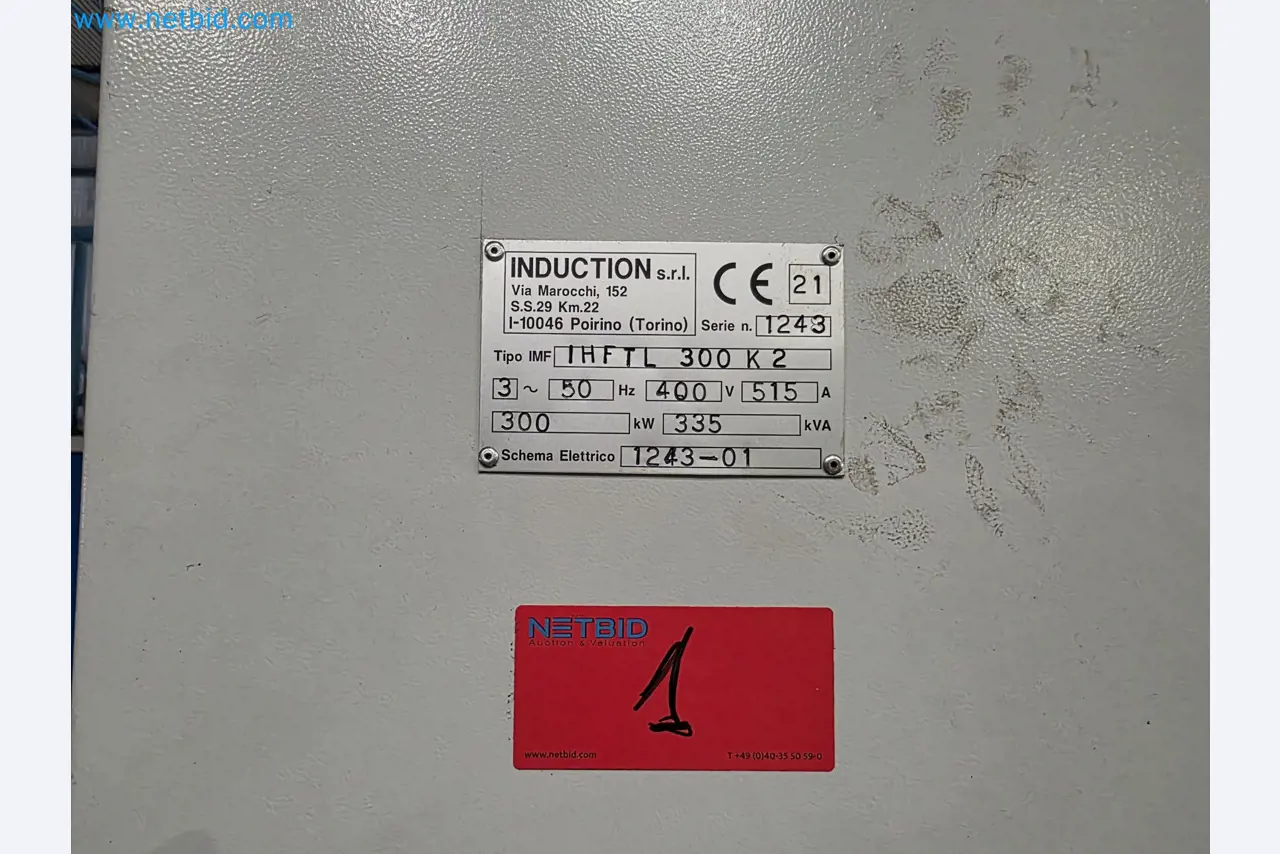 www.netbid.com
INDUCTION s.r.l.
Via Marocchi, 152
S.S.29 Km.22
I-10046 Poirino (Torino)
CE 21
Serie n. 1243
Tipo IMF IHFTL 300 K2
3 ~ 50 Hz 400 V 515 A
300 kW 335 kVA
Schema Elettrico 1243-01
NETBID
Auction & Valuation
1
www.netbid.com T +49 (0)40-35 50 59-0